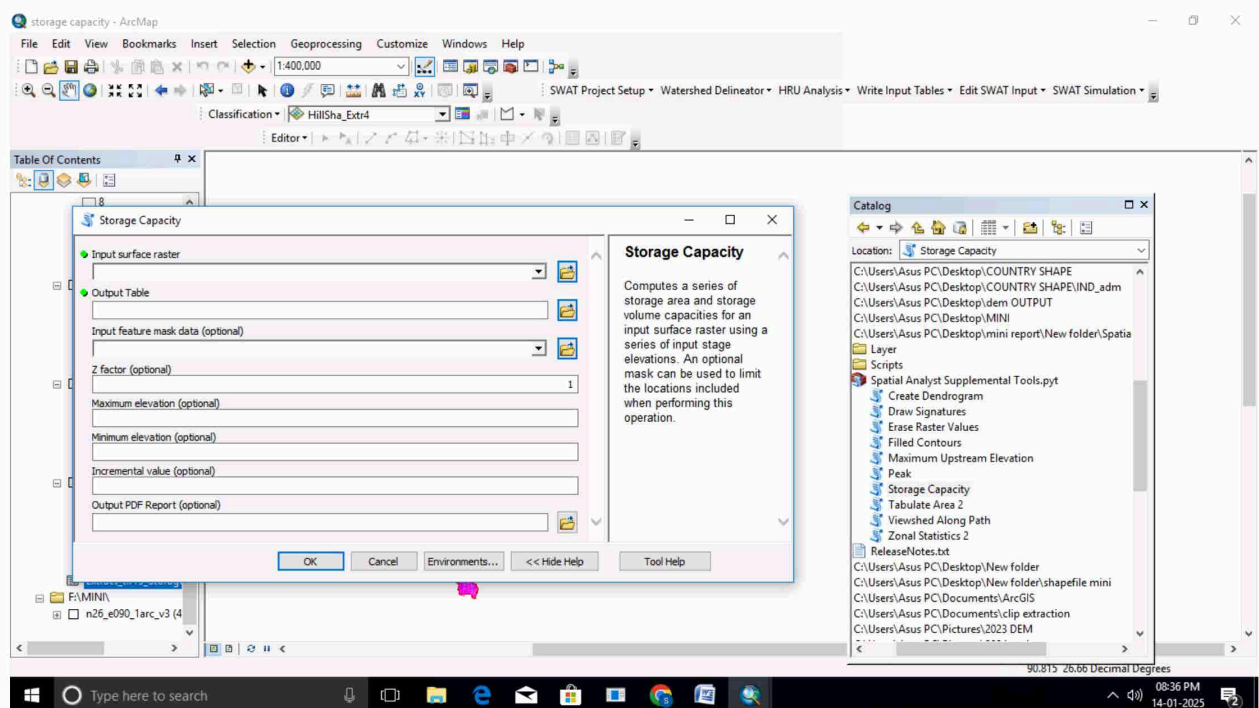 storage capacity - ArcMap
File Edit View Bookmarks Insert Selection Geoprocessing Customize Windows Help
1:400,000
SWAT Project Setup Watershed Delineator HRU Analysis Write Input Tables Edit SWAT Input SWAT Simulation
Classification HillSha_Extr4
Editor
Table Of Contents
8
Storage Capacity
Input surface raster
Output Table
Input feature mask data (optional)
Z factor (optional)
1
Maximum elevation (optional)
Minimum elevation (optional)
Incremental value (optional)
Output PDF Report (optional)
Storage Capacity
Computes a series of
storage area and storage
volume capacities for an
input surface raster using a
series of input stage
elevations. An optional
mask can be used to limit
the locations included
when performing this
operation.
OK Cancel Environments... << Hide Help Tool Help
F:\MINI\
n26_e090_1arc_v3 (4
Catalog
Location: Storage Capacity
C:\Users\Asus PC\Desktop\COUNTRY SHAPE
C:\Users\Asus PC\Desktop\COUNTRY SHAPE\IND_adm
C:\Users\Asus PC\Desktop\dem OUTPUT
C:\Users\Asus PC\Desktop\MINI
C:\Users\Asus PC\Desktop\mini report\New folder\Spatia
Layer
Scripts
Spatial Analyst Supplemental Tools.pyt
Create Dendrogram
Draw Signatures
Erase Raster Values
Filled Contours
Maximum Upstream Elevation
Peak
Storage Capacity
Tabulate Area 2
Viewshed Along Path
Zonal Statistics 2
ReleaseNotes.txt
C:\Users\Asus PC\Desktop\New folder
C:\Users\Asus PC\Desktop\New folder\shapefile mini
C:\Users\Asus PC\Documents\ArcGIS
C:\Users\Asus PC\Documents\clip extraction
C:\Users\Asus PC\Pictures\2023 DEM
90.815 26.66 Decimal Degrees
Type here to search
08:36 PM
14-01-2025
2